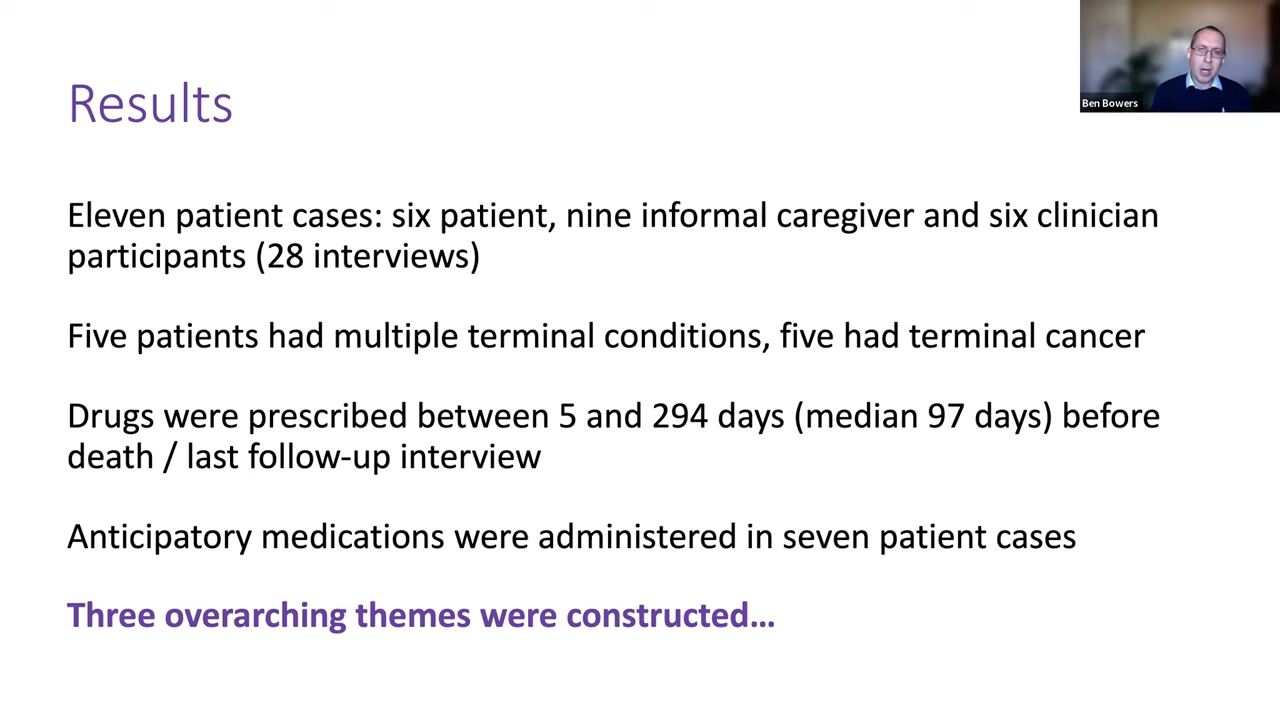 Results
Ben Bowers
Eleven patient cases: six patient, nine informal caregiver and six clinician
participants (28 interviews)
Five patients had multiple terminal conditions, five had terminal cancer
Drugs were prescribed between 5 and 294 days (median 97 days) before
death / last follow-up interview
Anticipatory medications were administered in seven patient cases
Three overarching themes were constructed…